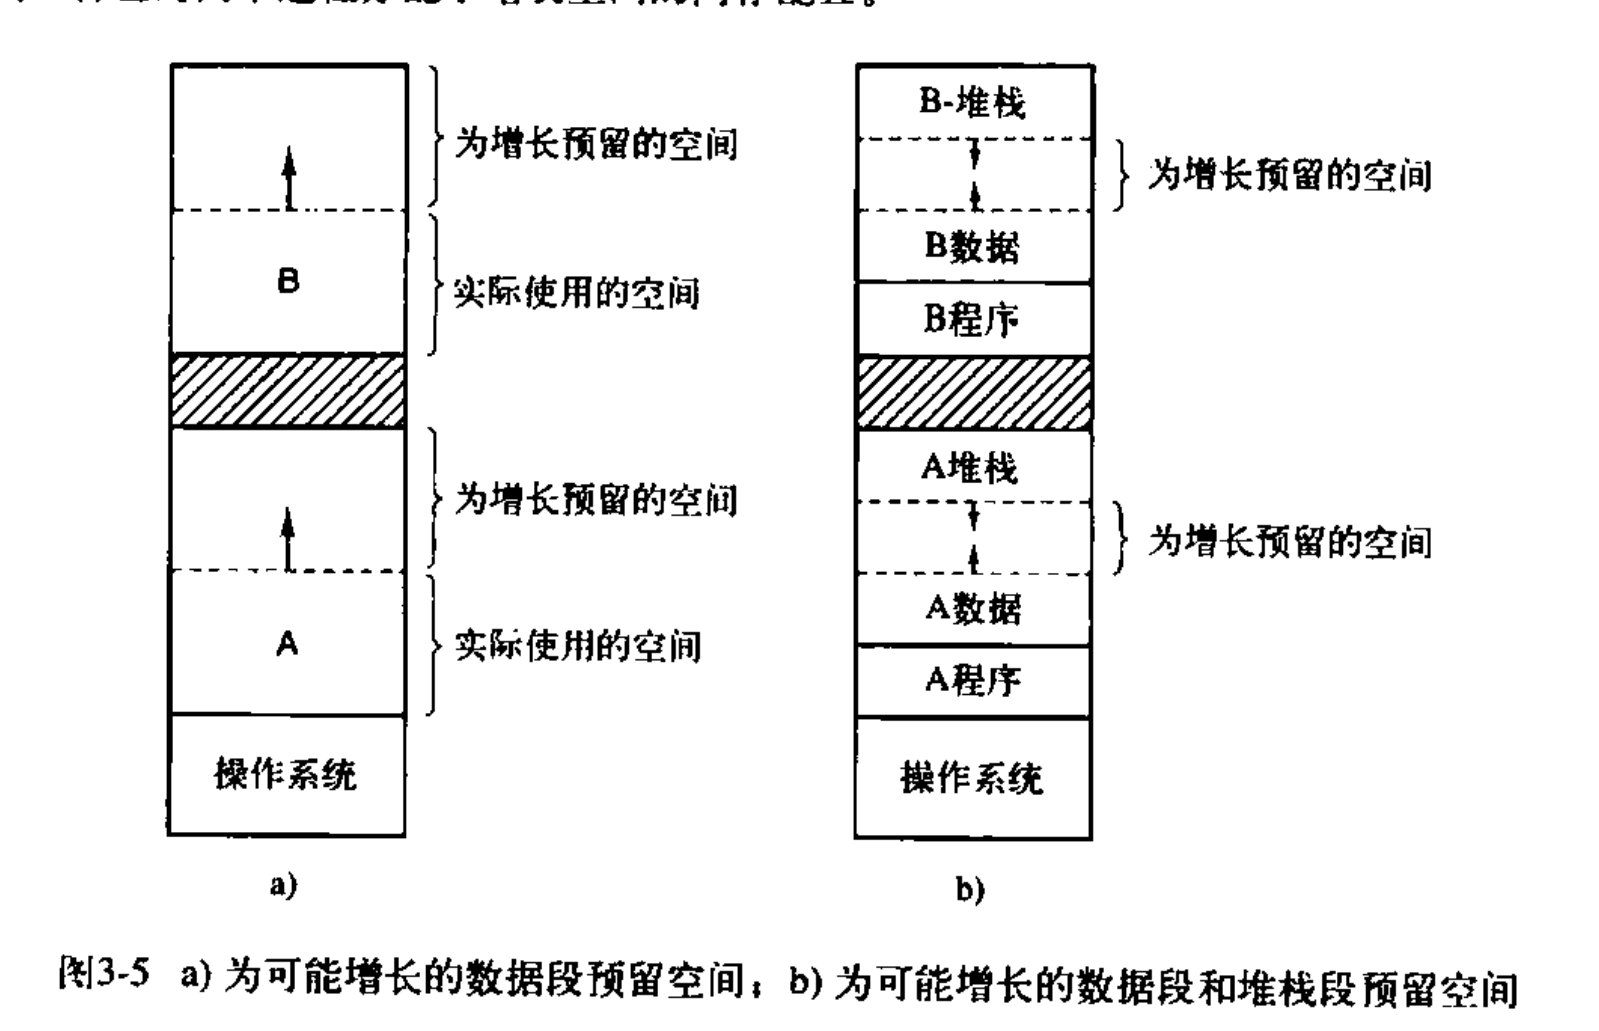 B-堆栈
为增长预留的空间
为增长预留的空间
B数据
B
实际使用的空间
B程序
A堆栈
为增长预留的空间
为增长预留的空间
A数据
A
实际使用的空间
A程序
操作系统
操作系统
a)
b)
图3-5 a) 为可能增长的数据段预留空间；b) 为可能增长的数据段和堆栈段预留空间